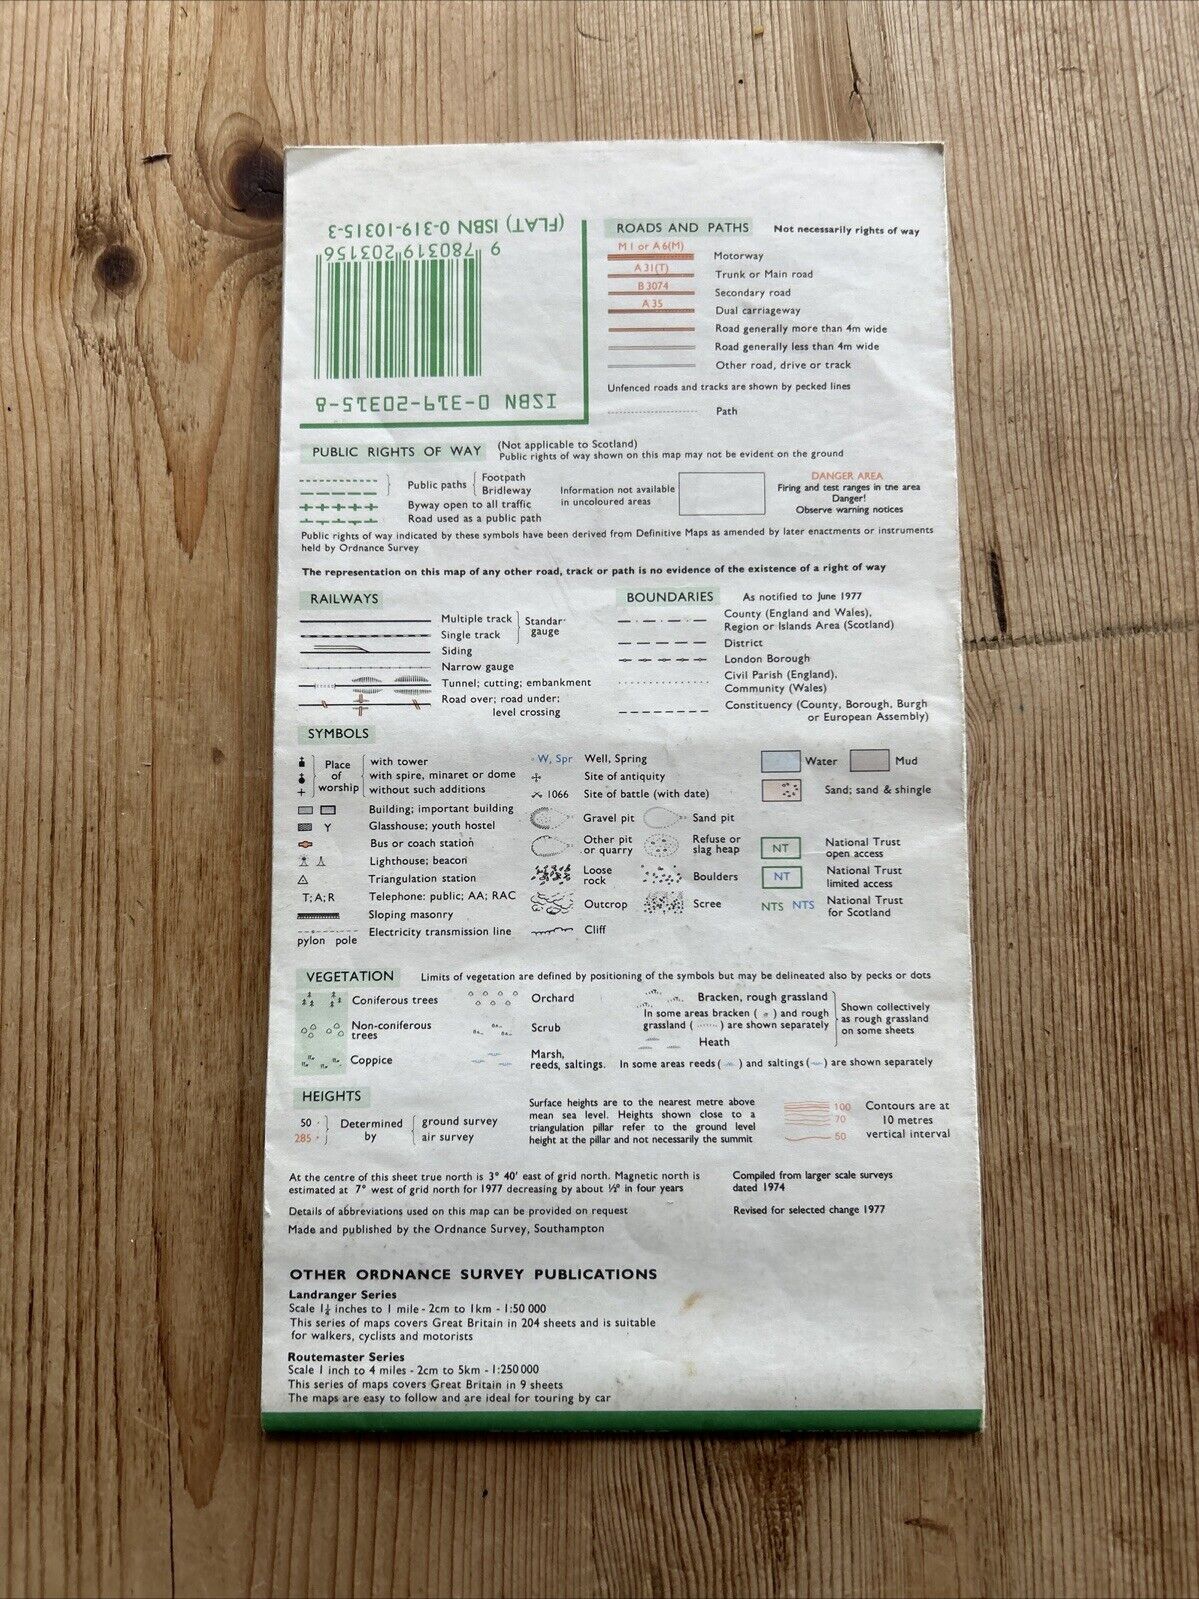 (FLAT) ISBN 0-319-10315-3
9 780319 203156
ISBN 0-319-20315-8
ROADS AND PATHS Not necessarily rights of way
M 1 or A 6(M) Motorway
A 31(T) Trunk or Main road
B 3074 Secondary road
A 35 Dual carriageway
Road generally more than 4m wide
Road generally less than 4m wide
Other road, drive or track
Unfenced roads and tracks are shown by pecked lines
Path
PUBLIC RIGHTS OF WAY (Not applicable to Scotland)
Public rights of way shown on this map may not be evident on the ground
Public paths Footpath
Bridleway
Byway open to all traffic
Road used as a public path
Information not available
in uncoloured areas
DANGER AREA
Firing and test ranges in the area
Danger!
Observe warning notices
Public rights of way indicated by these symbols have been derived from Definitive Maps as amended by later enactments or instruments
held by Ordnance Survey
The representation on this map of any other road, track or path is no evidence of the existence of a right of way
RAILWAYS
Multiple track Standar
Single track gauge
Siding
Narrow gauge
Tunnel; cutting; embankment
Road over; road under;
level crossing
BOUNDARIES As notified to June 1977
County (England and Wales),
Region or Islands Area (Scotland)
District
London Borough
Civil Parish (England),
Community (Wales)
Constituency (County, Borough, Burgh
or European Assembly)
SYMBOLS
Place
of
worship
with tower
with spire, minaret or dome
without such additions
Building; important building
Glasshouse; youth hostel
Bus or coach station
Lighthouse; beacon
Triangulation station
T; A; R Telephone: public; AA; RAC
Sloping masonry
pylon pole Electricity transmission line
W, Spr Well, Spring
Site of antiquity
1066 Site of battle (with date)
Gravel pit Sand pit
Other pit
or quarry
Refuse or
slag heap
Loose
rock
Boulders
Outcrop Scree
Cliff
Water Mud
Sand; sand & shingle
NT National Trust
open access
NT National Trust
limited access
NTS NTS National Trust
for Scotland
VEGETATION Limits of vegetation are defined by positioning of the symbols but may be delineated also by pecks or dots
Coniferous trees
Non-coniferous
trees
Coppice
Orchard
Scrub
Marsh,
reeds, saltings.
Bracken, rough grassland
In some areas bracken ( ) and rough
grassland ( ) are shown separately
Heath
Shown collectively
as rough grassland
on some sheets
In some areas reeds ( ) and saltings ( ) are shown separately
HEIGHTS
50 Determined ground survey
285 by air survey
Surface heights are to the nearest metre above
mean sea level. Heights shown close to a
triangulation pillar refer to the ground level
height at the pillar and not necessarily the summit
100
70
50
Contours are at
10 metres
vertical interval
At the centre of this sheet true north is 3° 40' east of grid north. Magnetic north is
estimated at 7° west of grid north for 1977 decreasing by about ½° in four years
Details of abbreviations used on this map can be provided on request
Made and published by the Ordnance Survey, Southampton
Compiled from larger scale surveys
dated 1974
Revised for selected change 1977
OTHER ORDNANCE SURVEY PUBLICATIONS
Landranger Series
Scale 1¼ inches to 1 mile - 2cm to 1km - 1:50 000
This series of maps covers Great Britain in 204 sheets and is suitable
for walkers, cyclists and motorists
Routemaster Series
Scale 1 inch to 4 miles - 2cm to 5km - 1:250 000
This series of maps covers Great Britain in 9 sheets
The maps are easy to follow and are ideal for touring by car